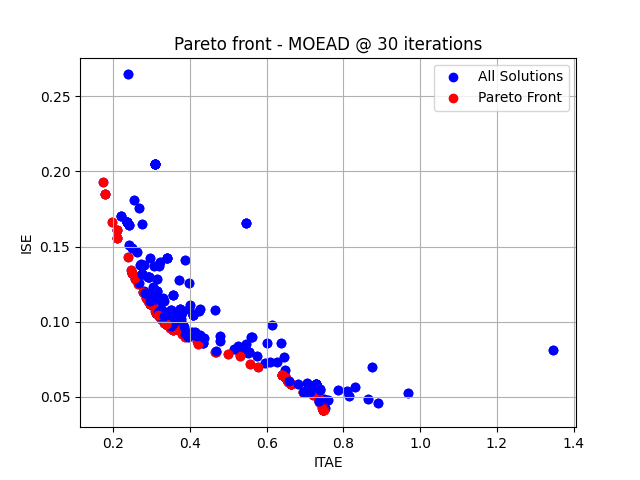 Pareto front - MOEAD @ 30 iterations
All Solutions
Pareto Front
0.25
0.20
0.15
0.10
0.05
ISE
0.2 0.4 0.6 0.8 1.0 1.2 1.4
ITAE